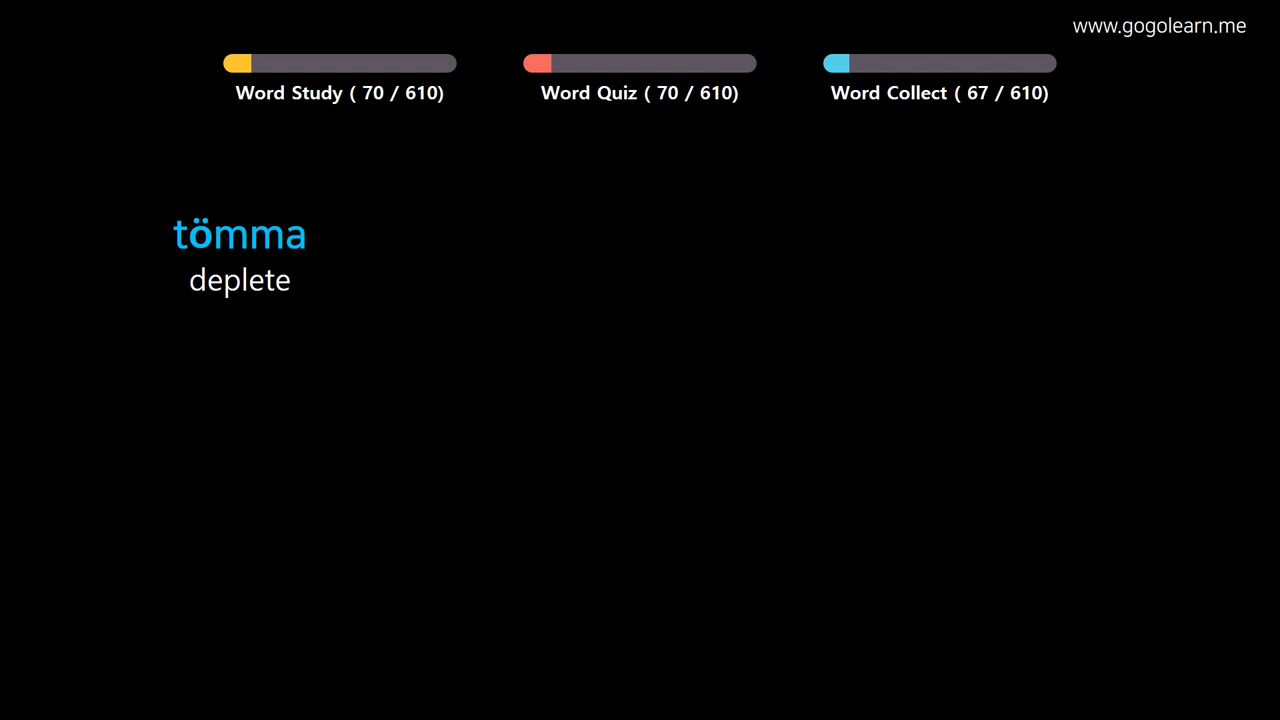 www.gogolearn.me
Word Study ( 70 / 610)
Word Quiz ( 70 / 610)
Word Collect ( 67 / 610)
tömma
deplete